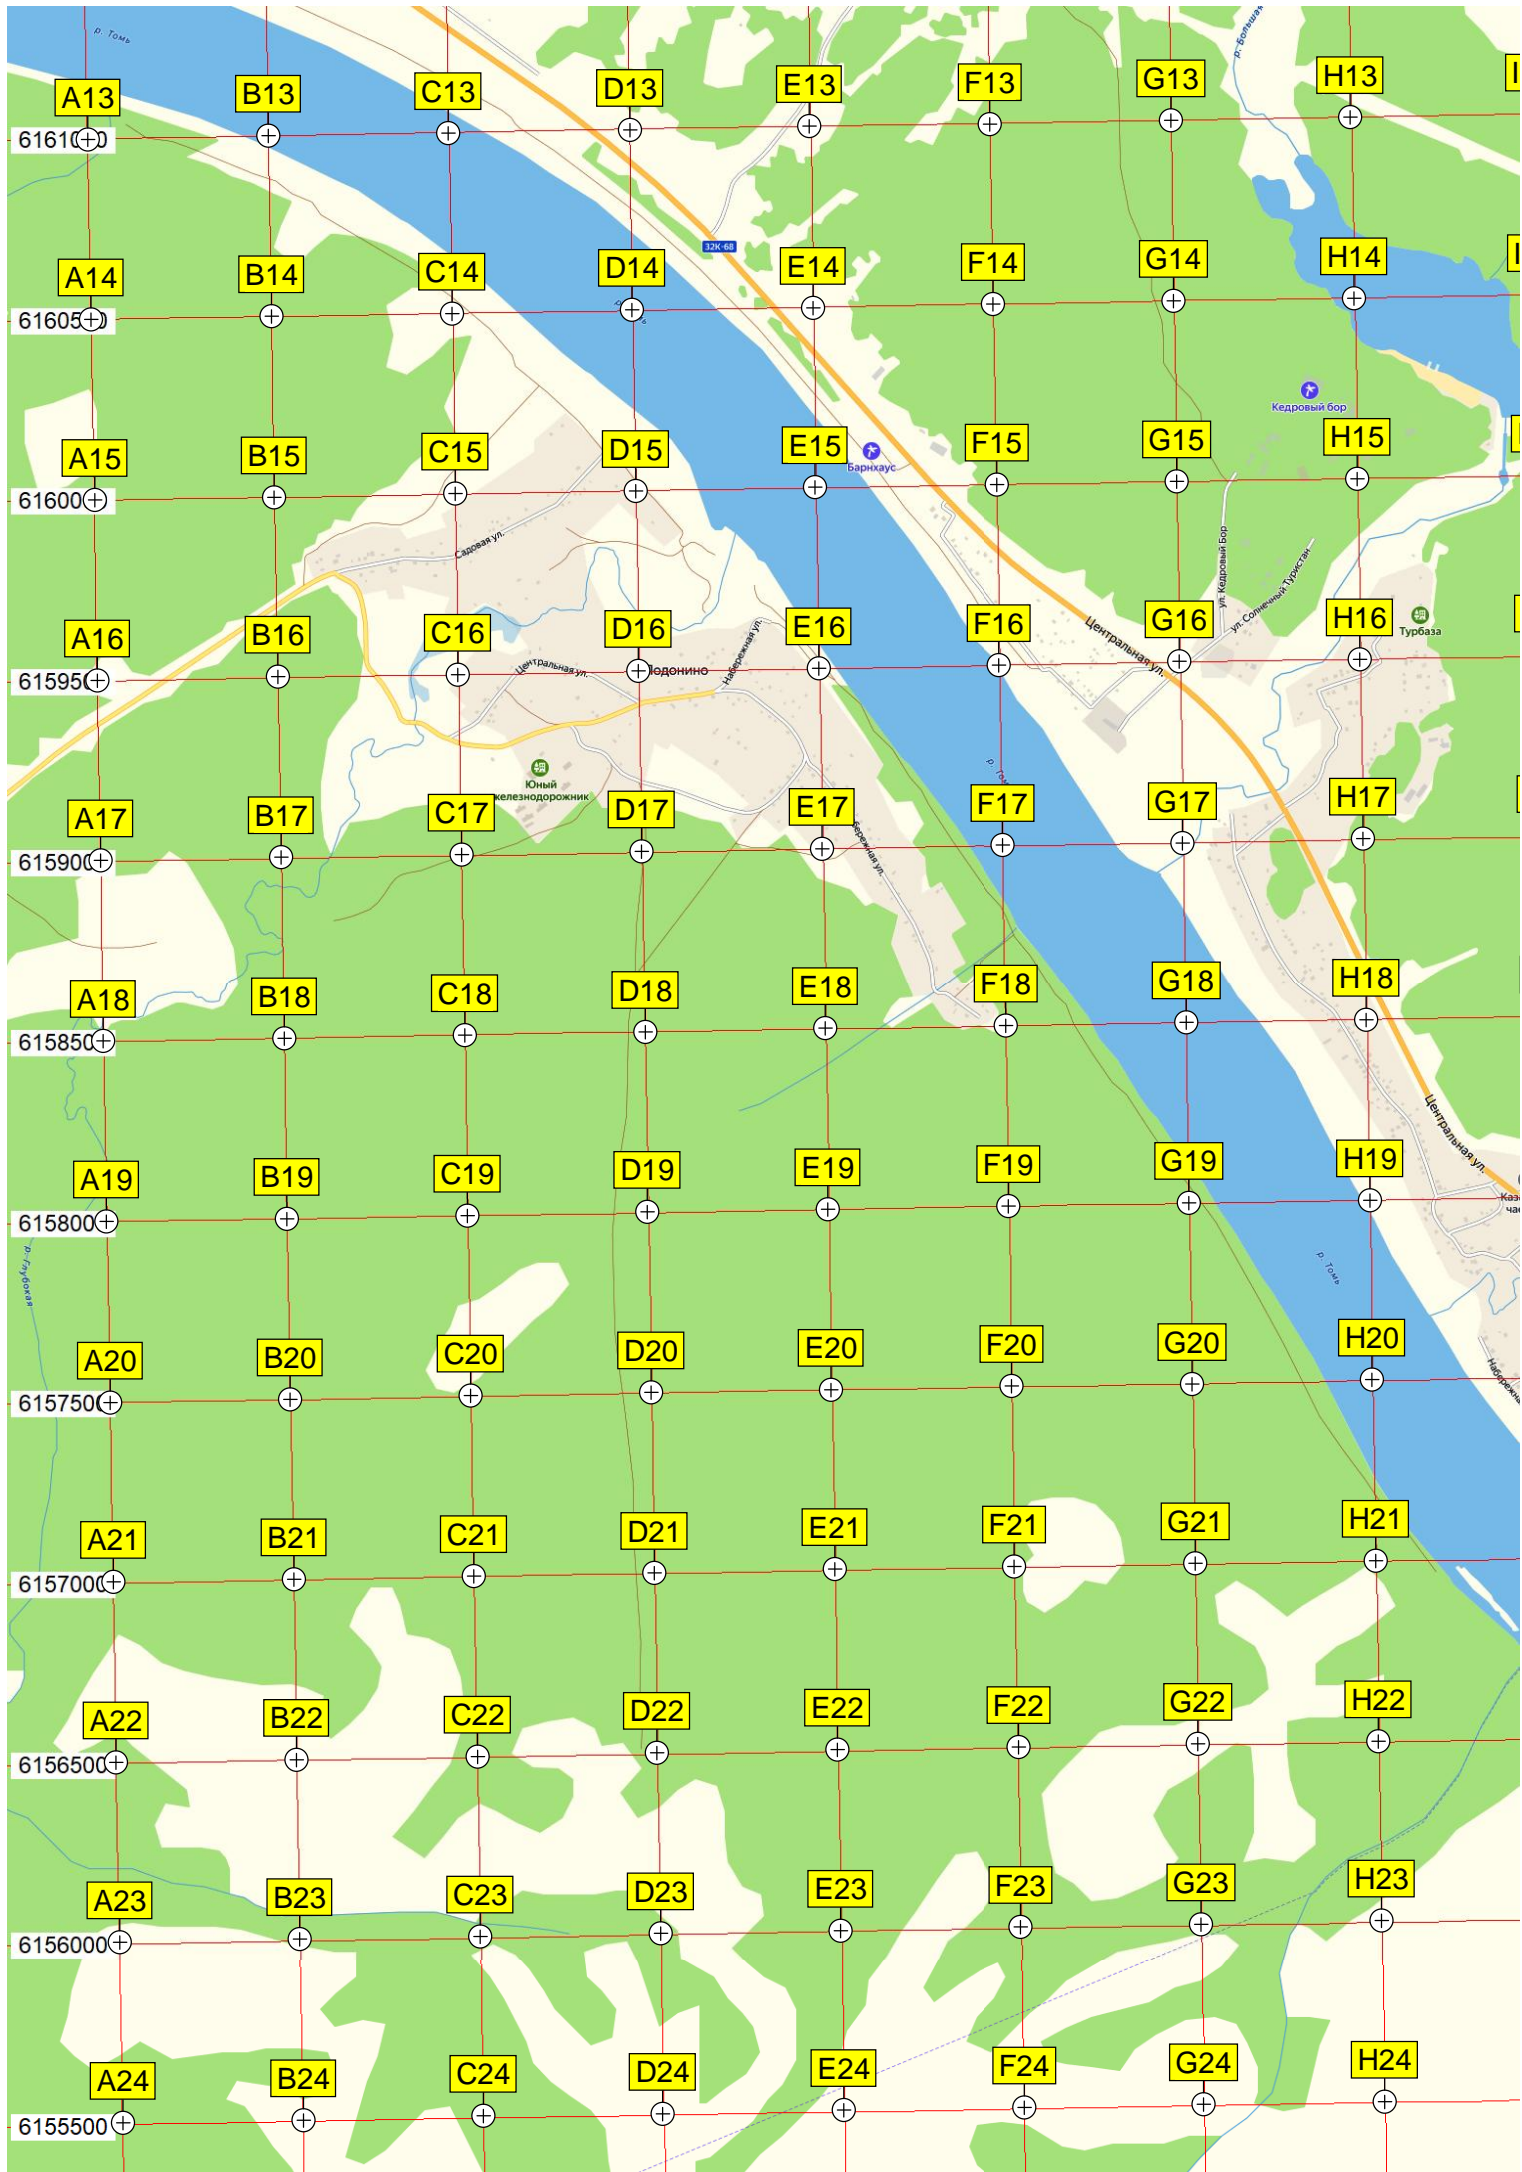 р. Томь
р. Большая
A13 B13 C13 D13 E13 F13 G13 H13
32К-68
A14 B14 C14 D14 E14 F14 G14 H14
Кедровый бор
A15 B15 C15 D15 E15 F15 G15 H15
Барнхаус
Садовая ул.
ул. Кедровый Бор
ул. Солнечный Туристан
A16 B16 C16 D16 E16 F16 G16 H16
Турбаза
Центральная ул.
Центральная ул.
Подонино
Набережная ул.
Юный
железнодорожник
р. Томь
A17 B17 C17 D17 E17 F17 G17 H17
6159000
A18 B18 C18 D18 E18 F18 G18 H18
6158500
Центральная ул.
A19 B19 C19 D19 E19 F19 G19 H19
6158000
р. Глубокая
р. Томь
A20 B20 C20 D20 E20 F20 G20 H20
6157500
A21 B21 C21 D21 E21 F21 G21 H21
6157000
A22 B22 C22 D22 E22 F22 G22 H22
6156500
A23 B23 C23 D23 E23 F23 G23 H23
6156000
A24 B24 C24 D24 E24 F24 G24 H24
6155500